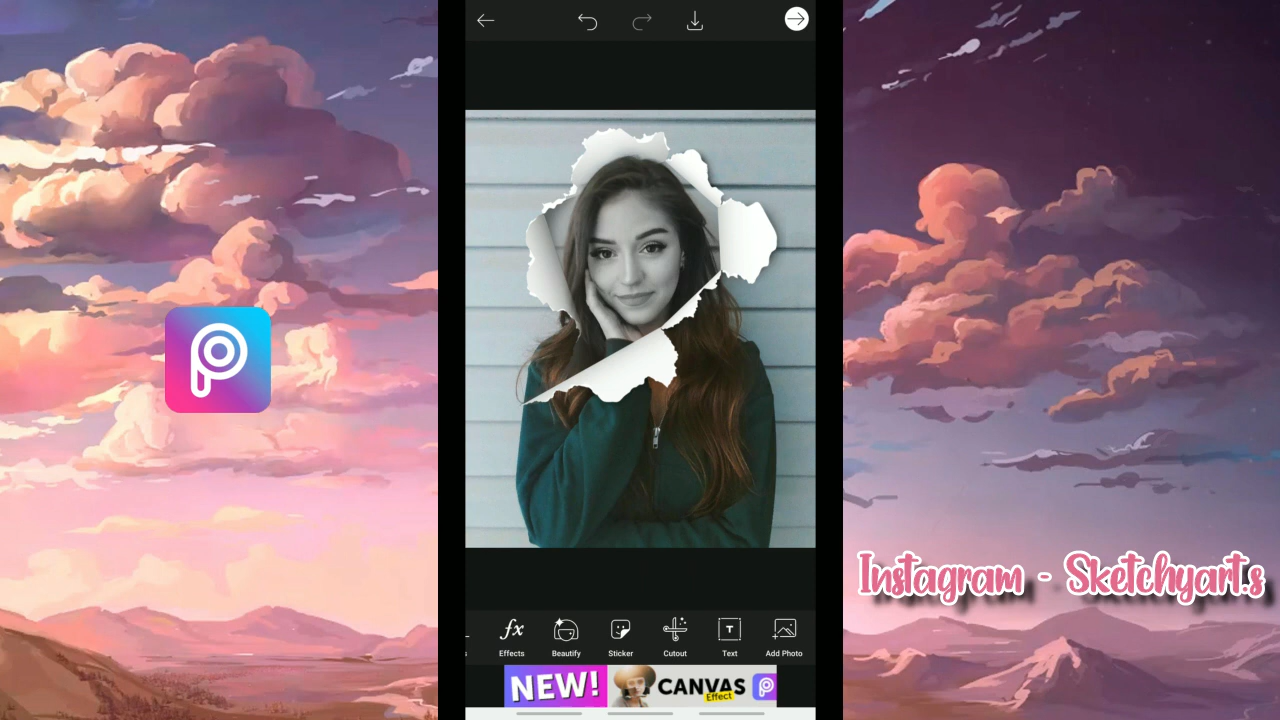 Instagram - Sketchyart.s
s
Effects
Beautify
Sticker
Cutout
Text
Add Photo
NEW!
CANVAS
Effect